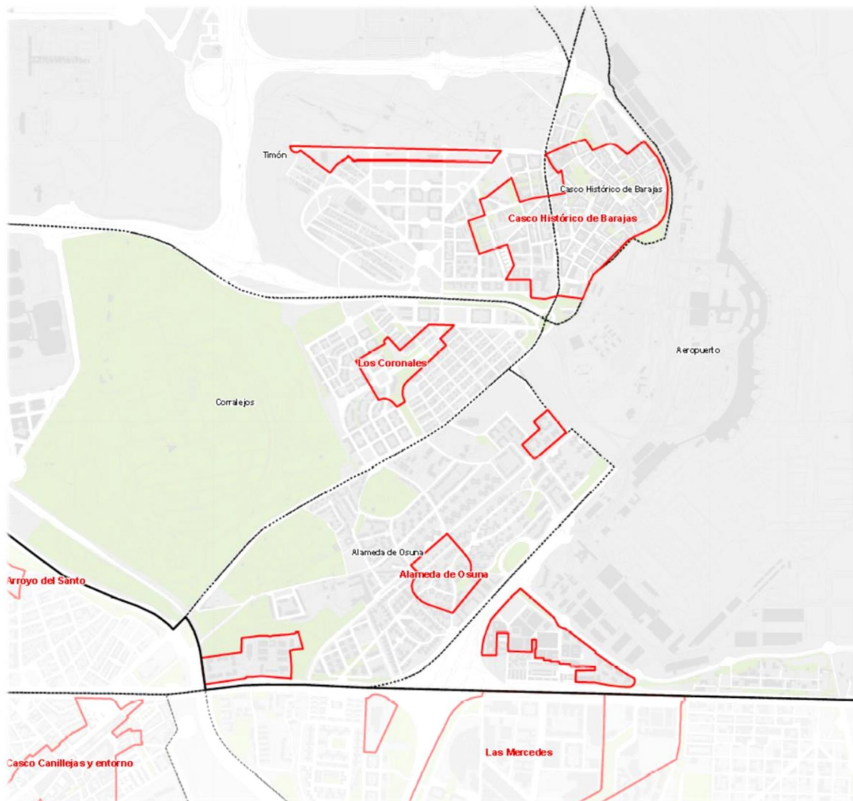 Timón
Casco Histórico de Barajas
Casco Histórico de Barajas
Aeropuerto
Los Coronales
Corralejos
Alameda de Osuna
Alameda de Osuna
Arroyo del Santo
Las Mercedes
Casco Canillejas y entorno